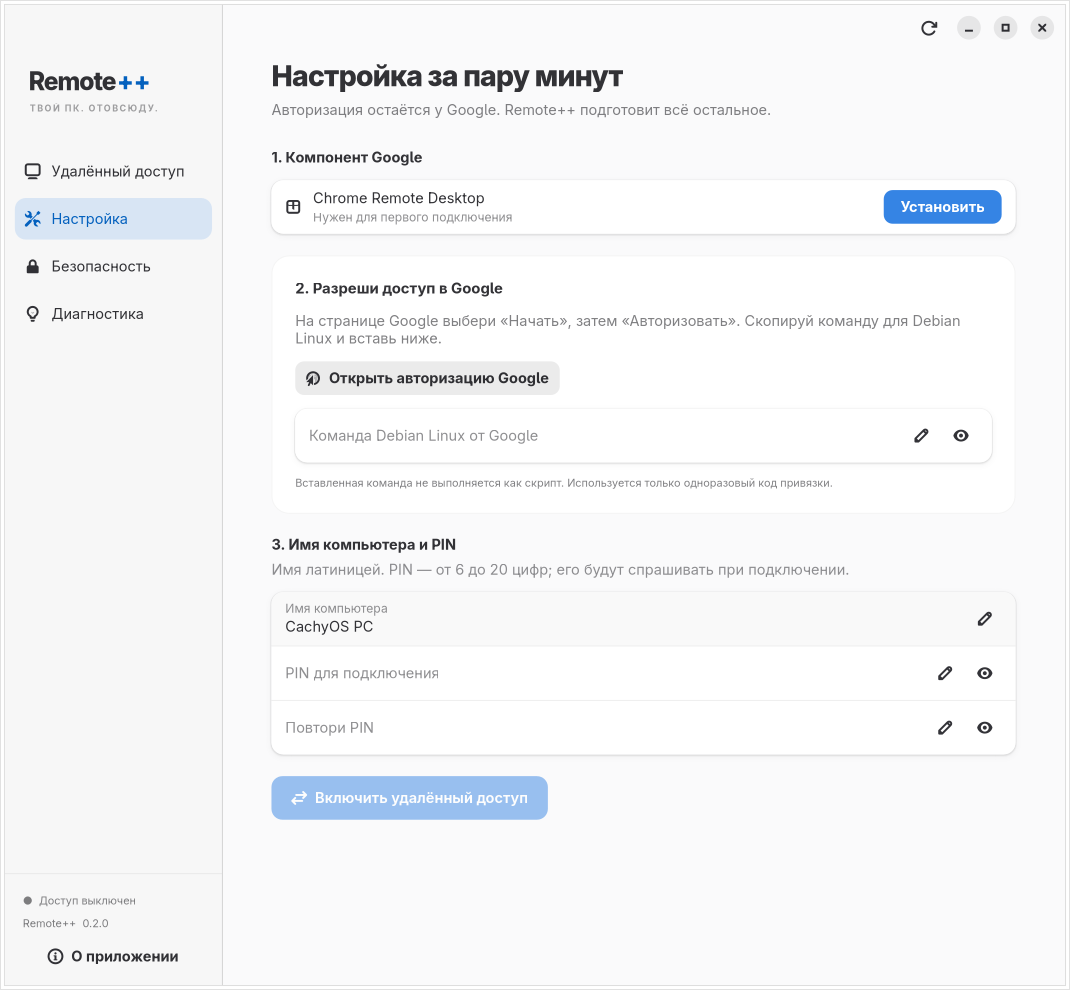 Remote++
ТВОЙ ПК. ОТОВСЮДУ.
Удалённый доступ
Настройка
Безопасность
Диагностика
Доступ выключен
Remote++ 0.2.0
О приложении
Настройка за пару минут
Авторизация остаётся у Google. Remote++ подготовит всё остальное.
1. Компонент Google
Chrome Remote Desktop
Нужен для первого подключения
Установить
2. Разреши доступ в Google
На странице Google выбери «Начать», затем «Авторизовать». Скопируй команду для Debian
Linux и вставь ниже.
Открыть авторизацию Google
Команда Debian Linux от Google
Вставленная команда не выполняется как скрипт. Используется только одноразовый код привязки.
3. Имя компьютера и PIN
Имя латиницей. PIN — от 6 до 20 цифр; его будут спрашивать при подключении.
Имя компьютера
CachyOS PC
PIN для подключения
Повтори PIN
Включить удалённый доступ